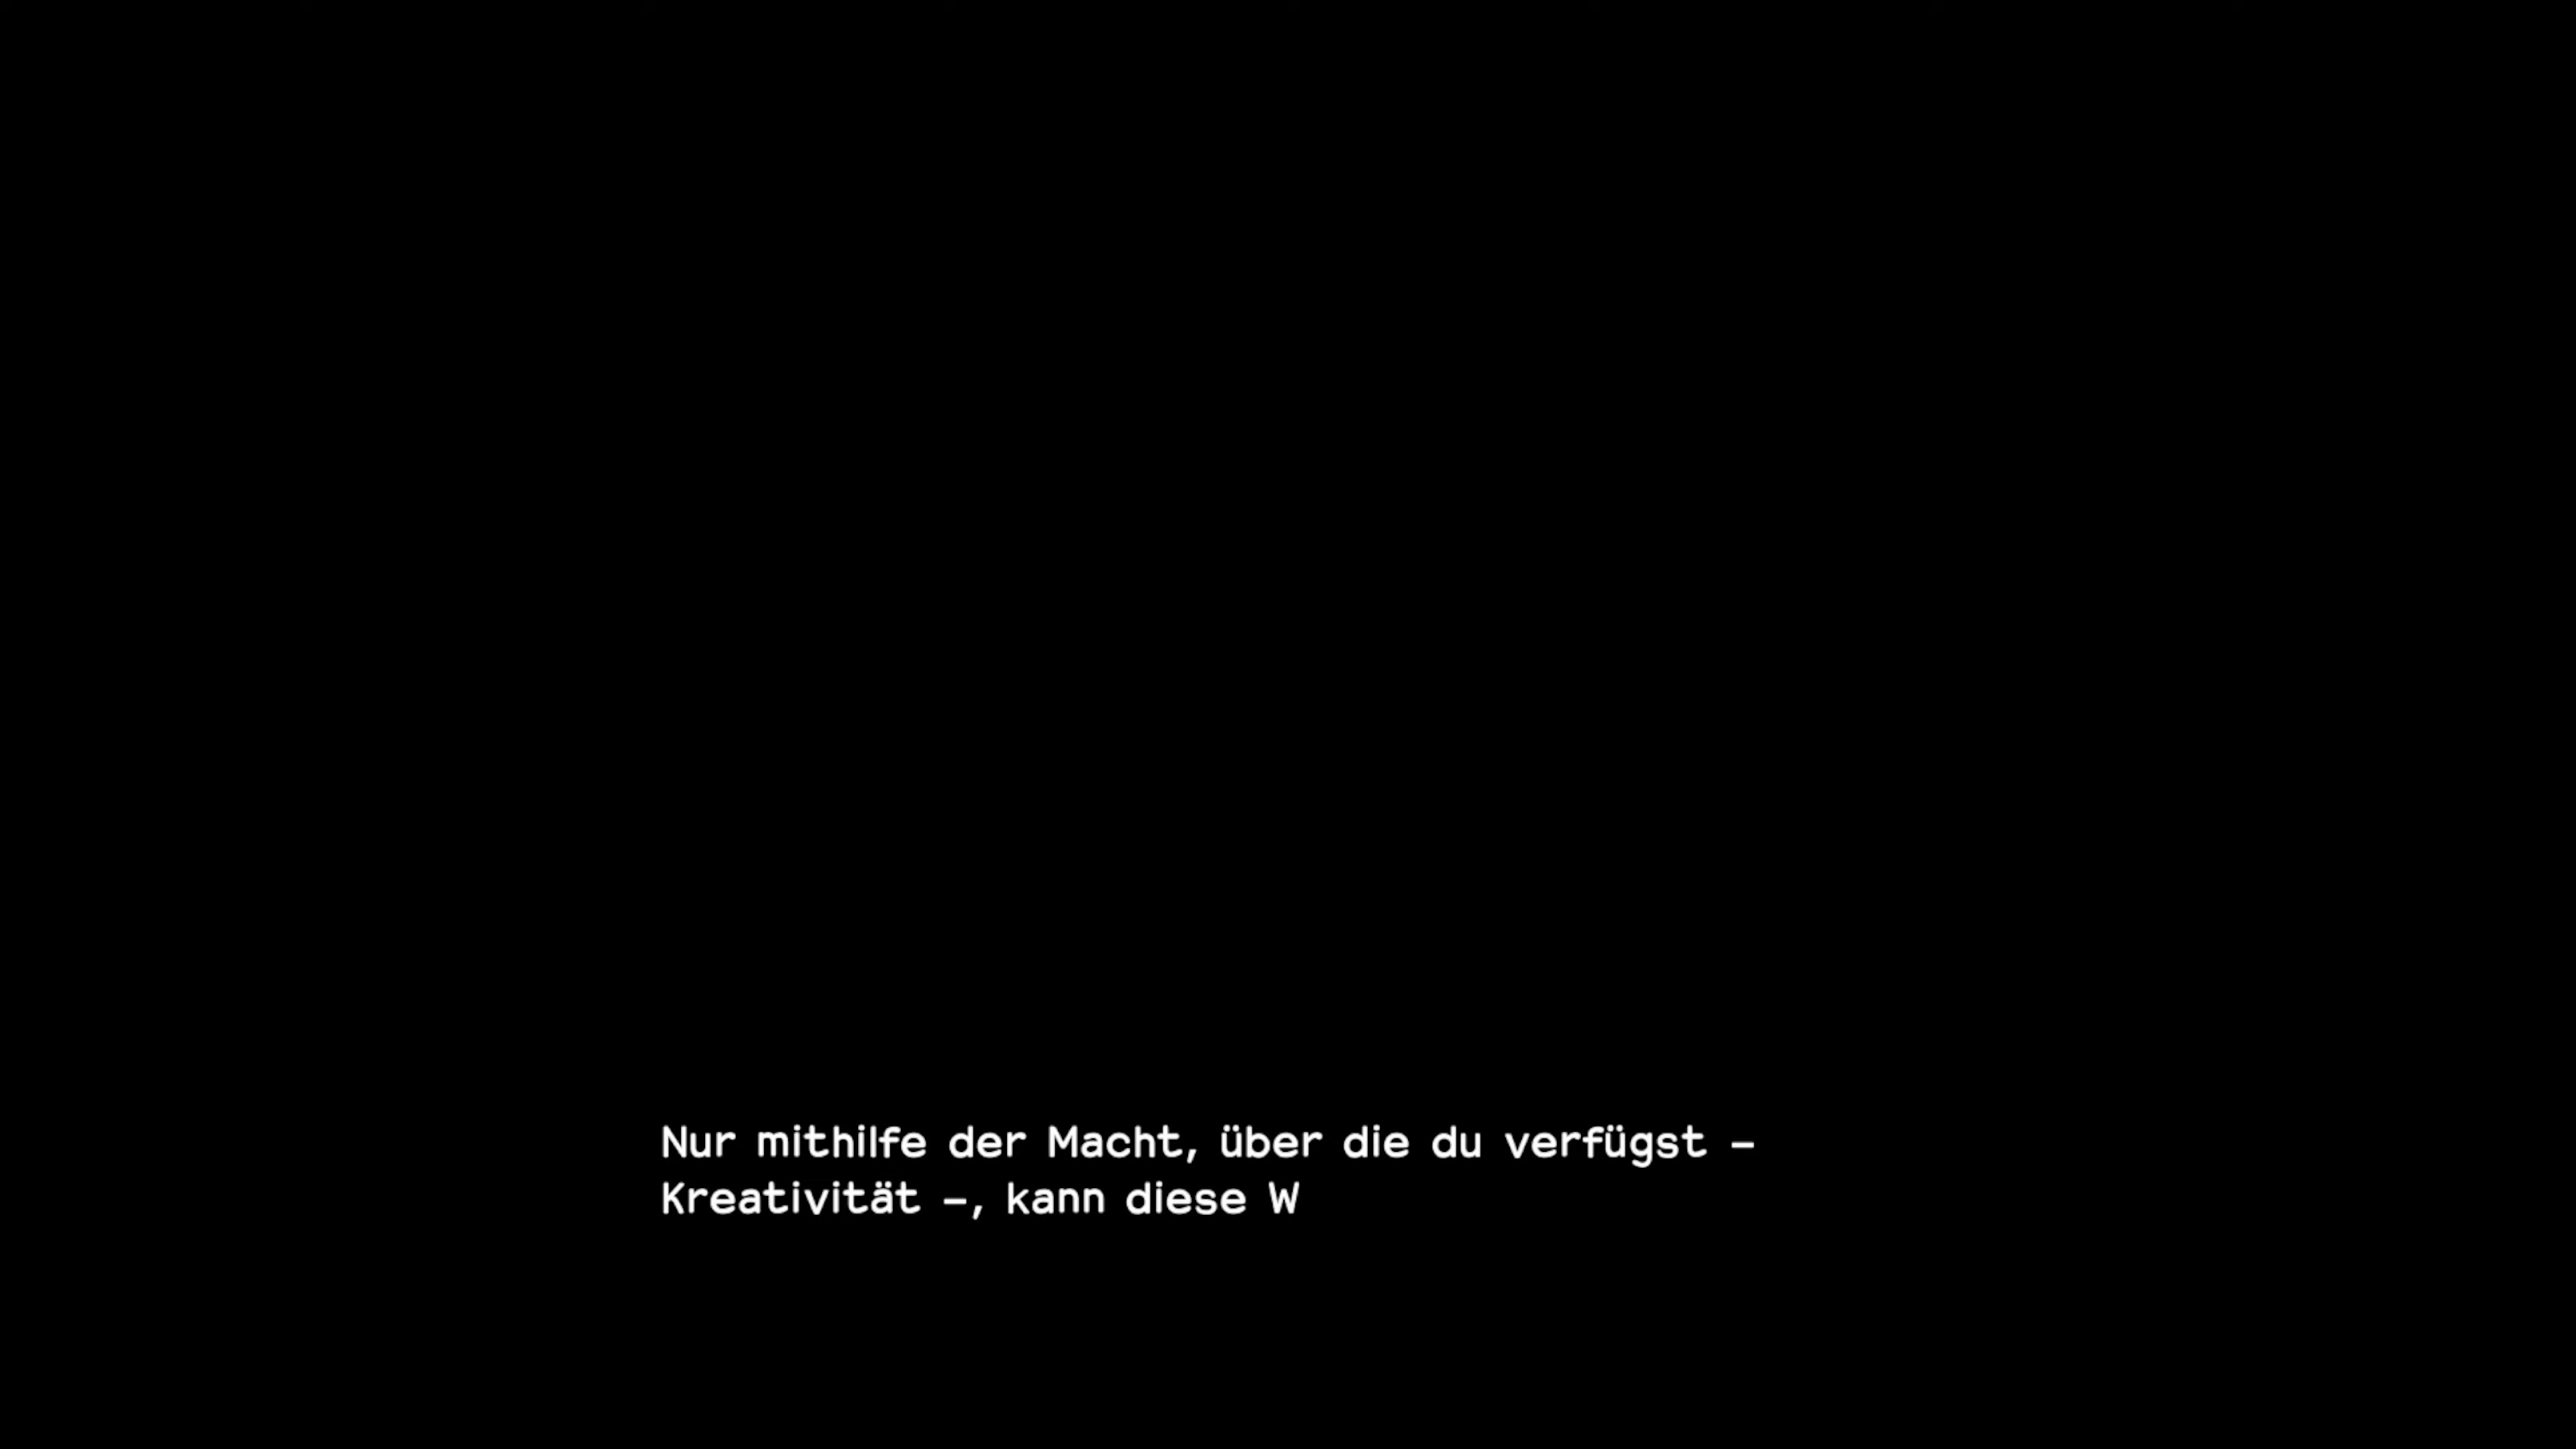 Nur mithilfe der Macht, über die du verfügst –
Kreativität –, kann diese W